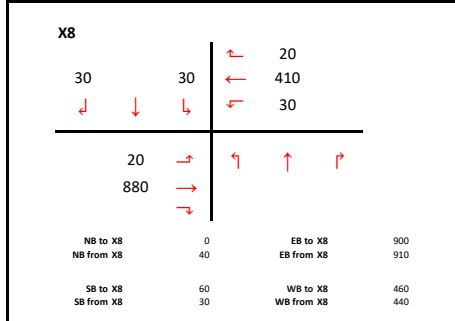 X8
20
30 30 410
30
20
880
NB to X8 0 EB to X8 900
NB from X8 40 EB from X8 910
SB to X8 60 WB to X8 460
SB from X8 30 WB from X8 440